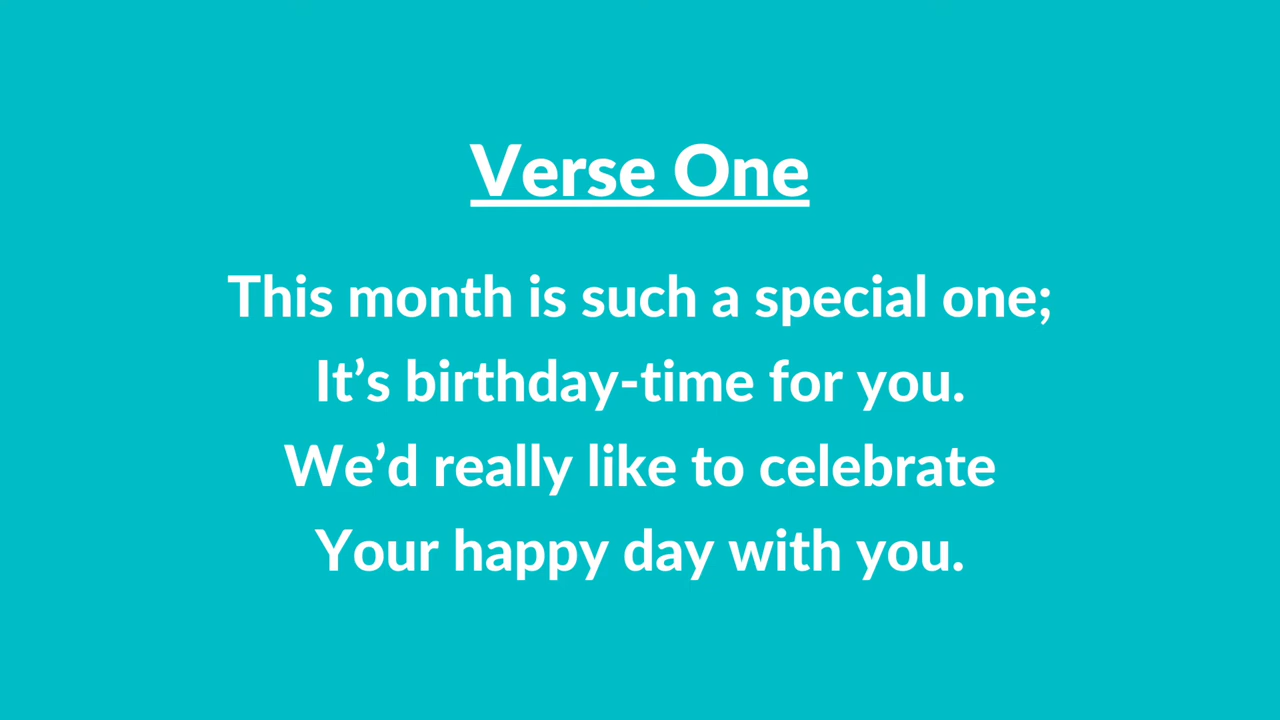 Verse One
This month is such a special one;
It’s birthday-time for you.
We’d really like to celebrate
Your happy day with you.